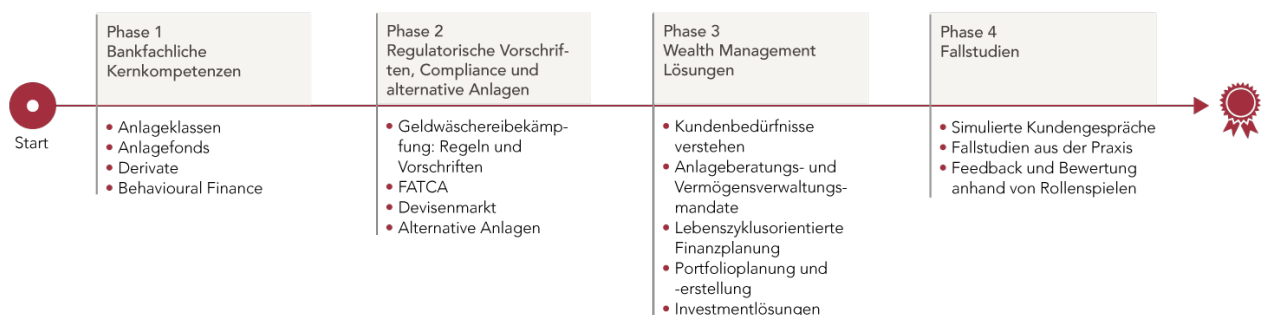 Start
Phase 1
Bankfachliche
Kernkompetenzen
• Anlageklassen
• Anlagefonds
• Derivate
• Behavioural Finance
Phase 2
Regulatorische Vorschrif-
ten, Compliance und
alternative Anlagen
• Geldwäschereibekämp-
fung: Regeln und
Vorschriften
• FATCA
• Devisenmarkt
• Alternative Anlagen
Phase 3
Wealth Management
Lösungen
• Kundenbedürfnisse
verstehen
• Anlageberatungs- und
Vermögensverwaltungs-
mandate
• Lebenszyklusorientierte
Finanzplanung
• Portfolioplanung und
-erstellung
• Investmentlösungen
Phase 4
Fallstudien
• Simulierte Kundengespräche
• Fallstudien aus der Praxis
• Feedback und Bewertung
anhand von Rollenspielen